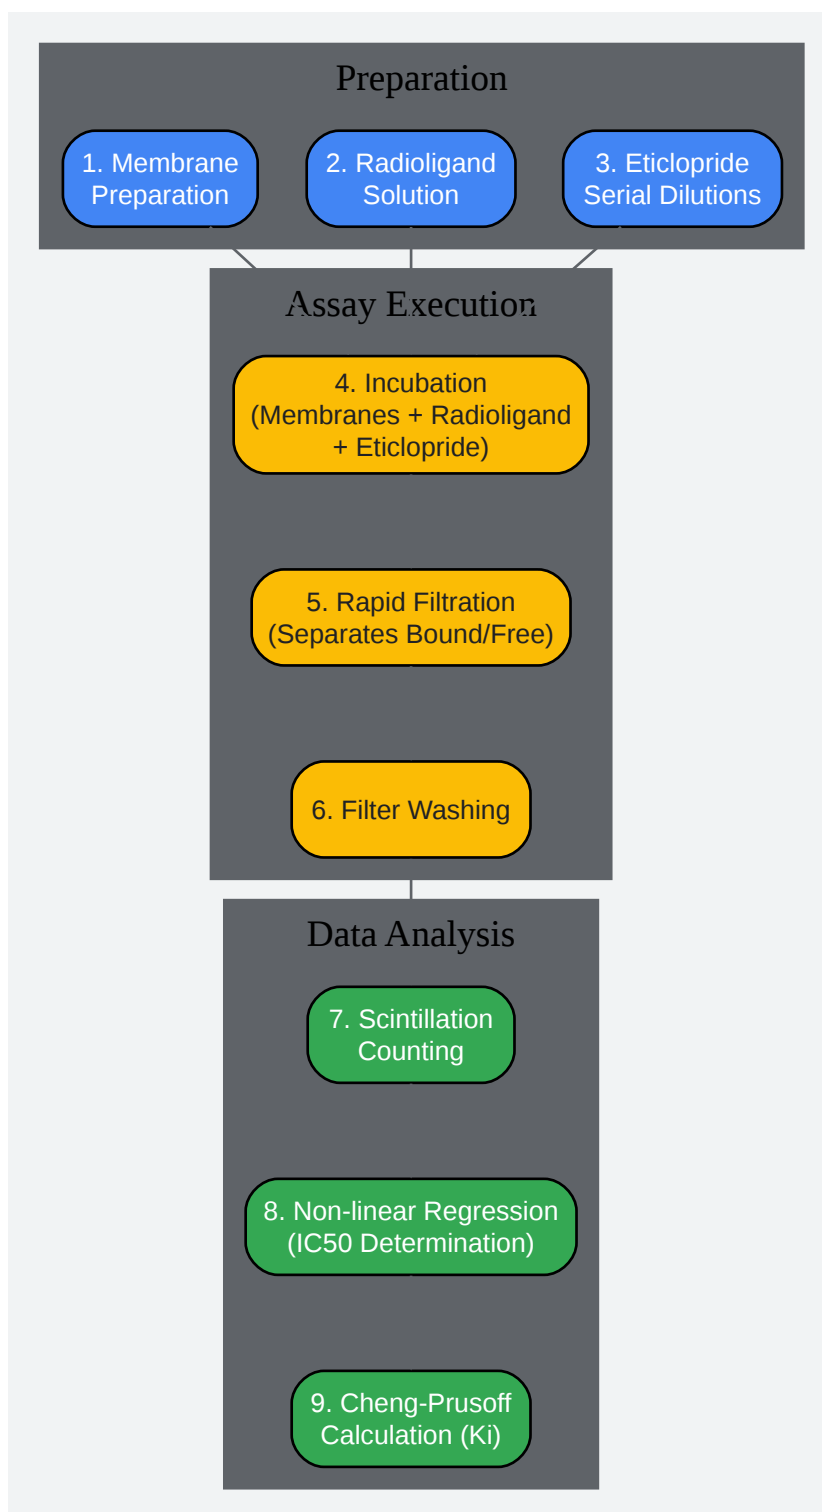 Preparation
1. Membrane
Preparation
2. Radioligand
Solution
3. Eticlopride
Serial Dilutions
Assay Execution
4. Incubation
(Membranes + Radioligand
+ Eticlopride)
5. Rapid Filtration
(Separates Bound/Free)
6. Filter Washing
Data Analysis
7. Scintillation
Counting
8. Non-linear Regression
(IC50 Determination)
9. Cheng-Prusoff
Calculation (Ki)